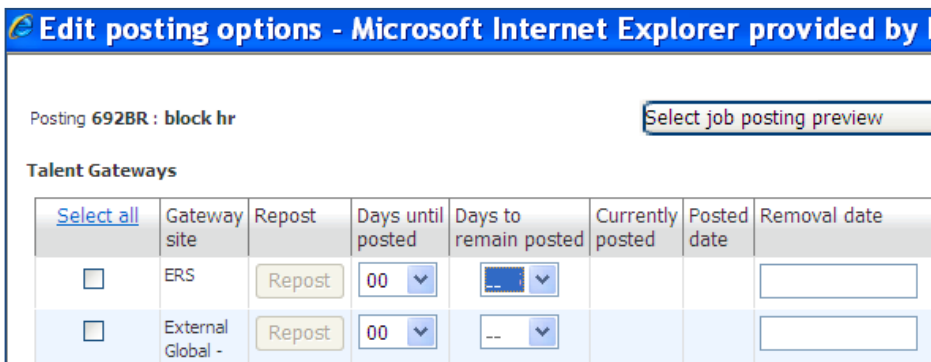 Edit posting options - Microsoft Internet Explorer provided by
Posting 692BR : block hr
Select job posting preview
Talent Gateways
Select all Gateway site Repost Days until posted Days to remain posted Currently posted Posted date Removal date
ERS Repost 00 --
External Global - Repost 00 --